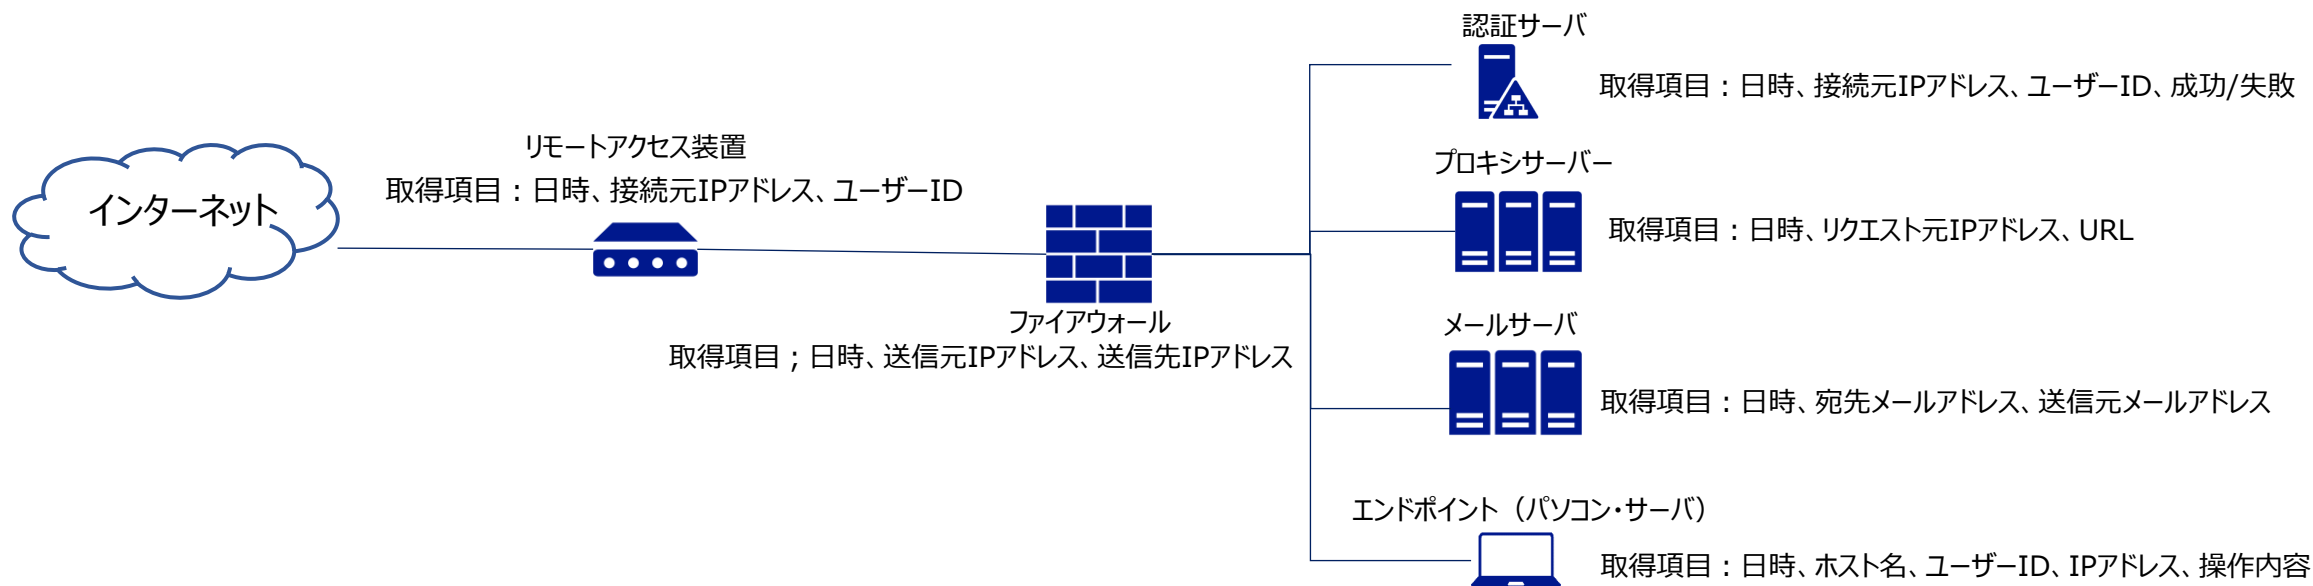 認証サーバ
取得項目：日時、接続元IPアドレス、ユーザーID、成功/失敗
リモートアクセス装置
取得項目：日時、接続元IPアドレス、ユーザーID
インターネット
プロキシサーバー
取得項目：日時、リクエスト元IPアドレス、URL
ファイアウォール
取得項目；日時、送信元IPアドレス、送信先IPアドレス
メールサーバ
取得項目：日時、宛先メールアドレス、送信元メールアドレス
エンドポイント（パソコン・サーバ）
取得項目：日時、ホスト名、ユーザーID、IPアドレス、操作内容